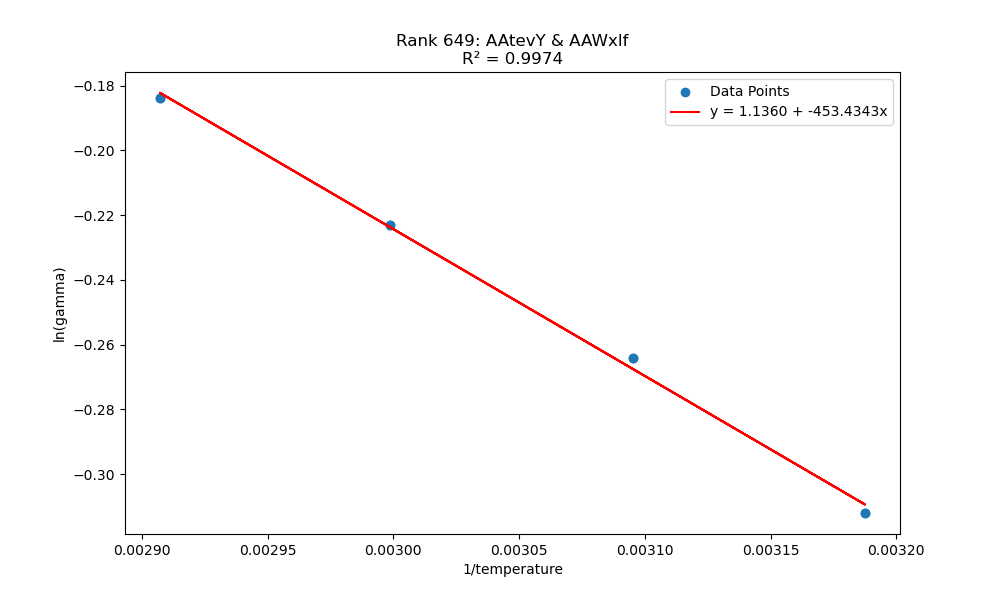 Rank 649: AAtevY & AAWxlf
R² = 0.9974
Data Points
y = 1.1360 + -453.4343x
ln(gamma)
−0.18
−0.20
−0.22
−0.24
−0.26
−0.28
−0.30
0.00290
0.00295
0.00300
0.00305
0.00310
0.00315
0.00320
1/temperature